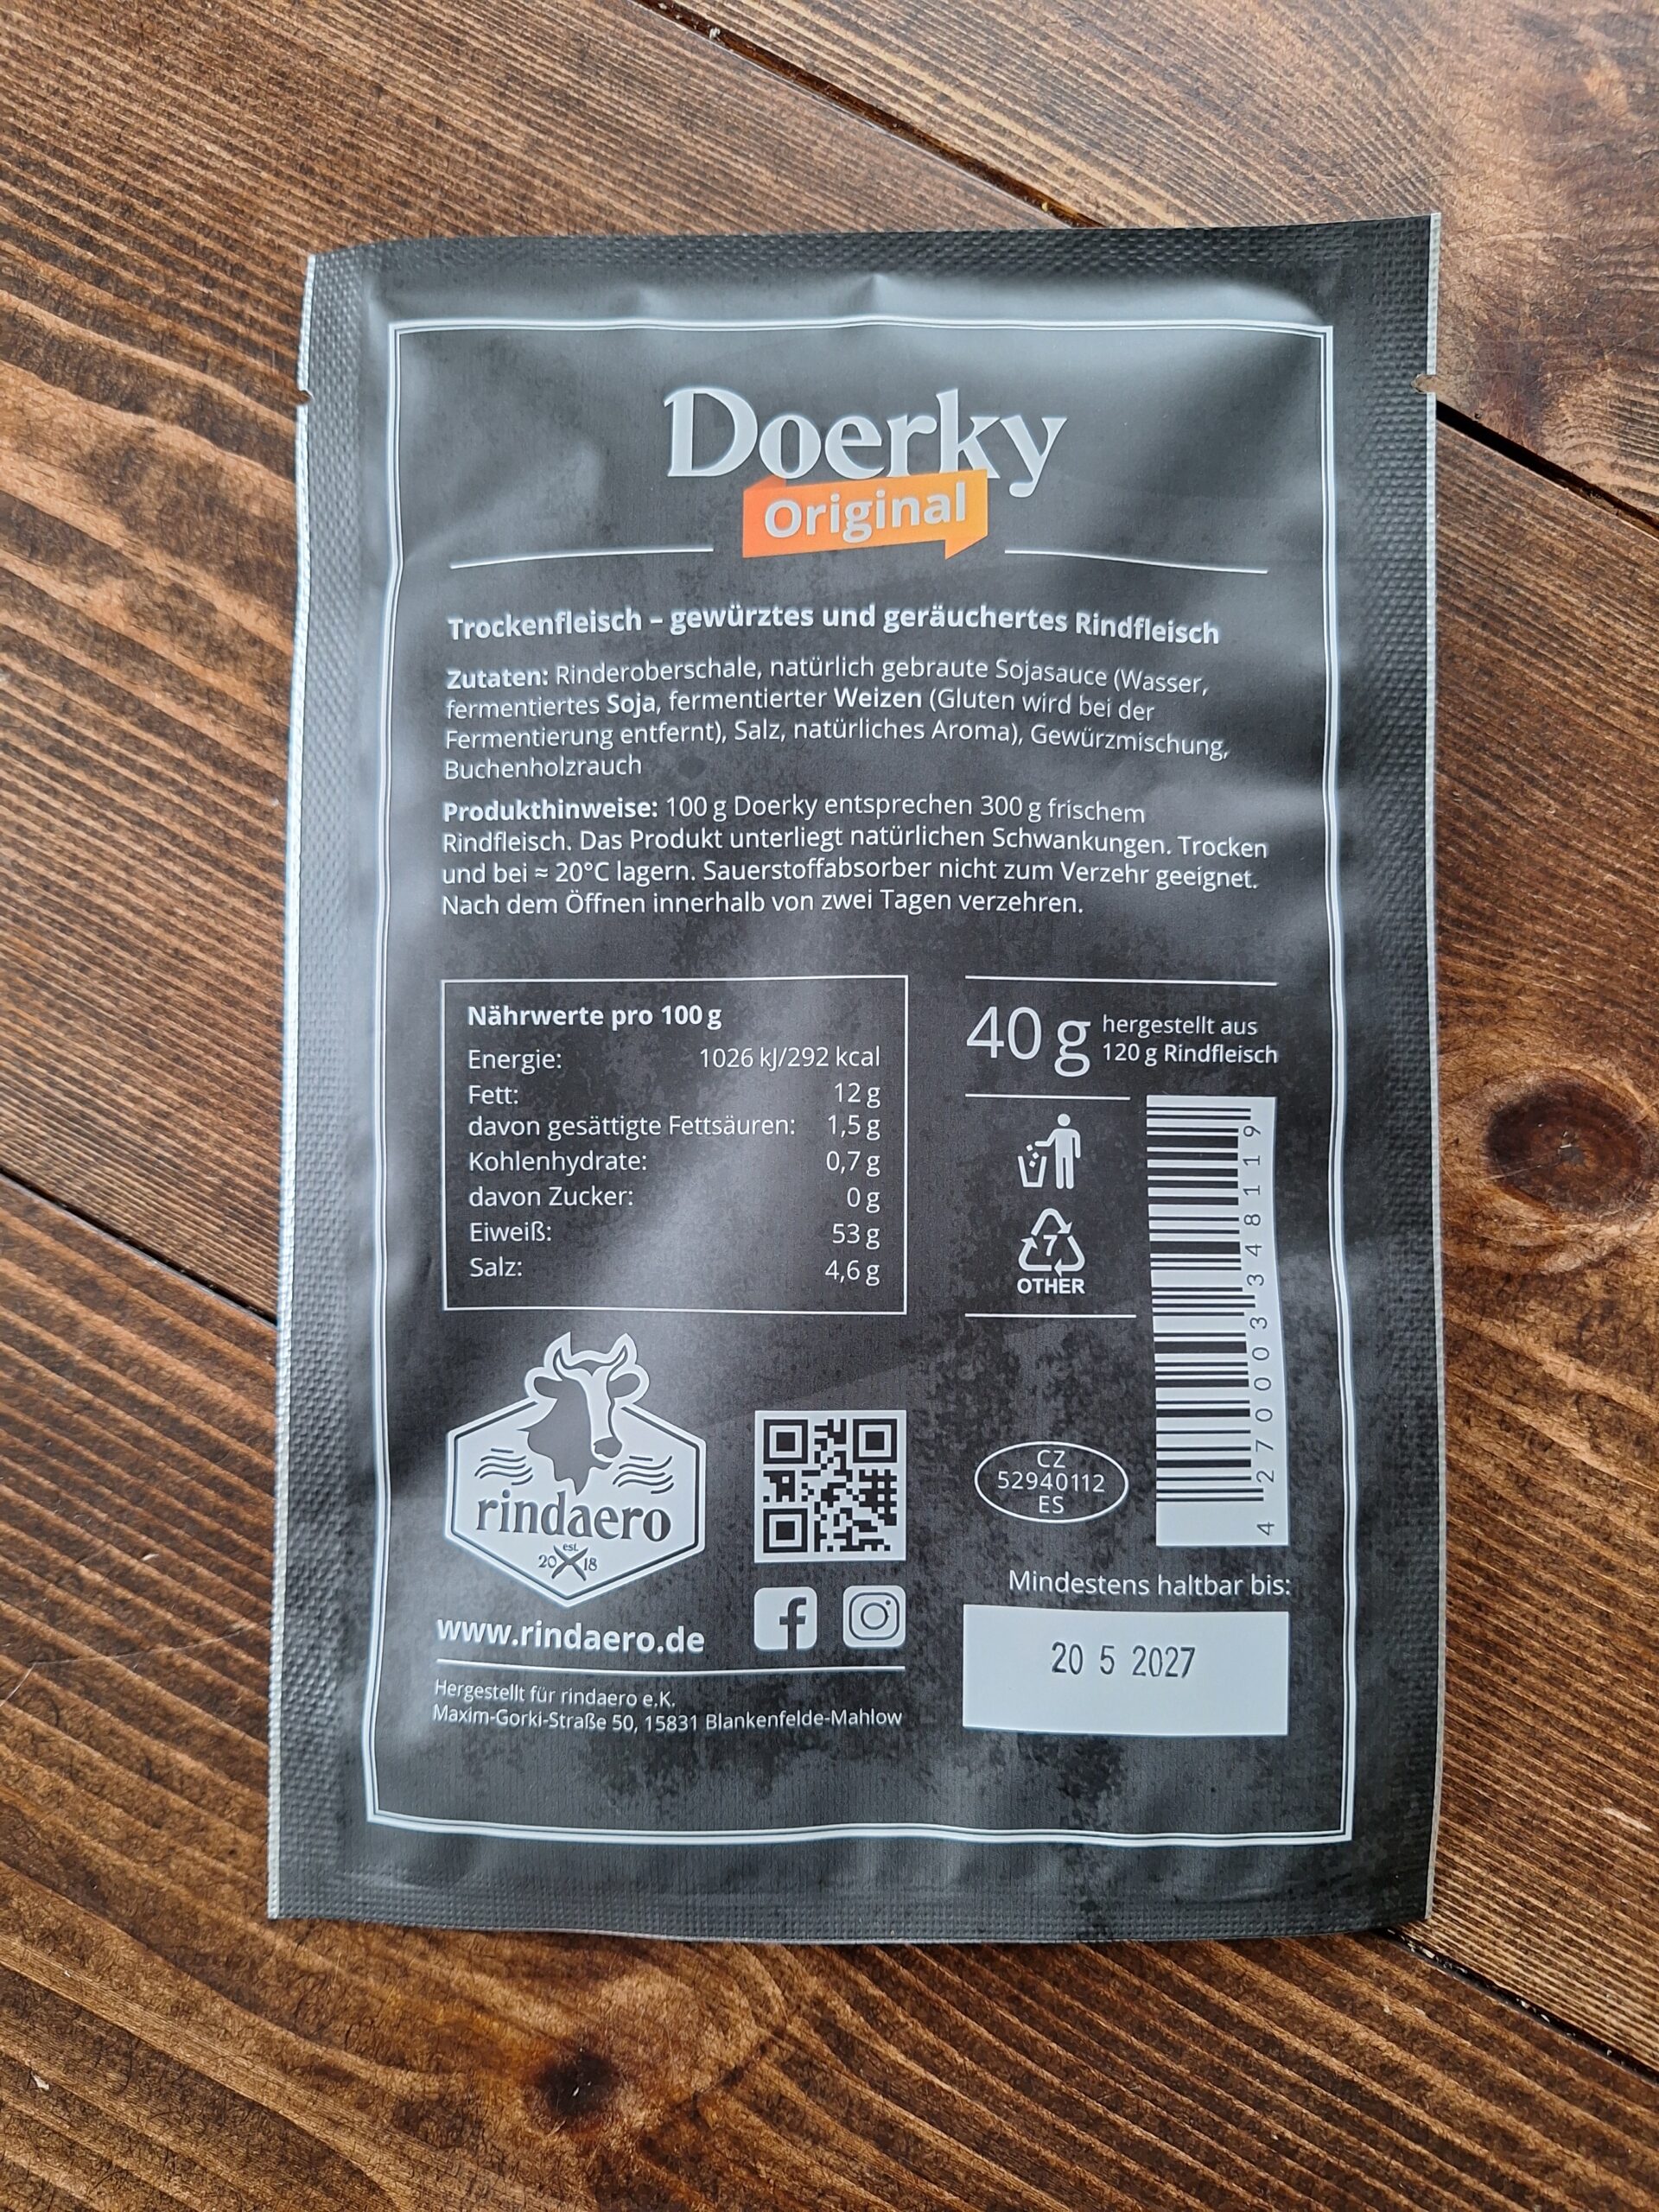 Doerky
Original
Trockenfleisch – gewürztes und geräuchertes Rindfleisch
Zutaten: Rinderoberschale, natürlich gebraute Sojasauce (Wasser,
fermentiertes Soja, fermentierter Weizen (Gluten wird bei der
Fermentierung entfernt), Salz, natürliches Aroma), Gewürzmischung,
Buchenholzrauch
Produkthinweise: 100 g Doerky entsprechen 300 g frischem
Rindfleisch. Das Produkt unterliegt natürlichen Schwankungen. Trocken
und bei ≈ 20°C lagern. Sauerstoffabsorber nicht zum Verzehr geeignet.
Nach dem Öffnen innerhalb von zwei Tagen verzehren.
Nährwerte pro 100 g
Energie: 1026 kJ/292 kcal
Fett: 12 g
davon gesättigte Fettsäuren: 1,5 g
Kohlenhydrate: 0,7 g
davon Zucker: 0 g
Eiweiß: 53 g
Salz: 4,6 g
40 g
hergestellt aus
120 g Rindfleisch
7
OTHER
4 270003 348119
CZ
52940112
ES
rindaero
est.
20 18
www.rindaero.de
Hergestellt für rindaero e.K.
Maxim-Gorki-Straße 50, 15831 Blankenfelde-Mahlow
Mindestens haltbar bis:
20 5 2027